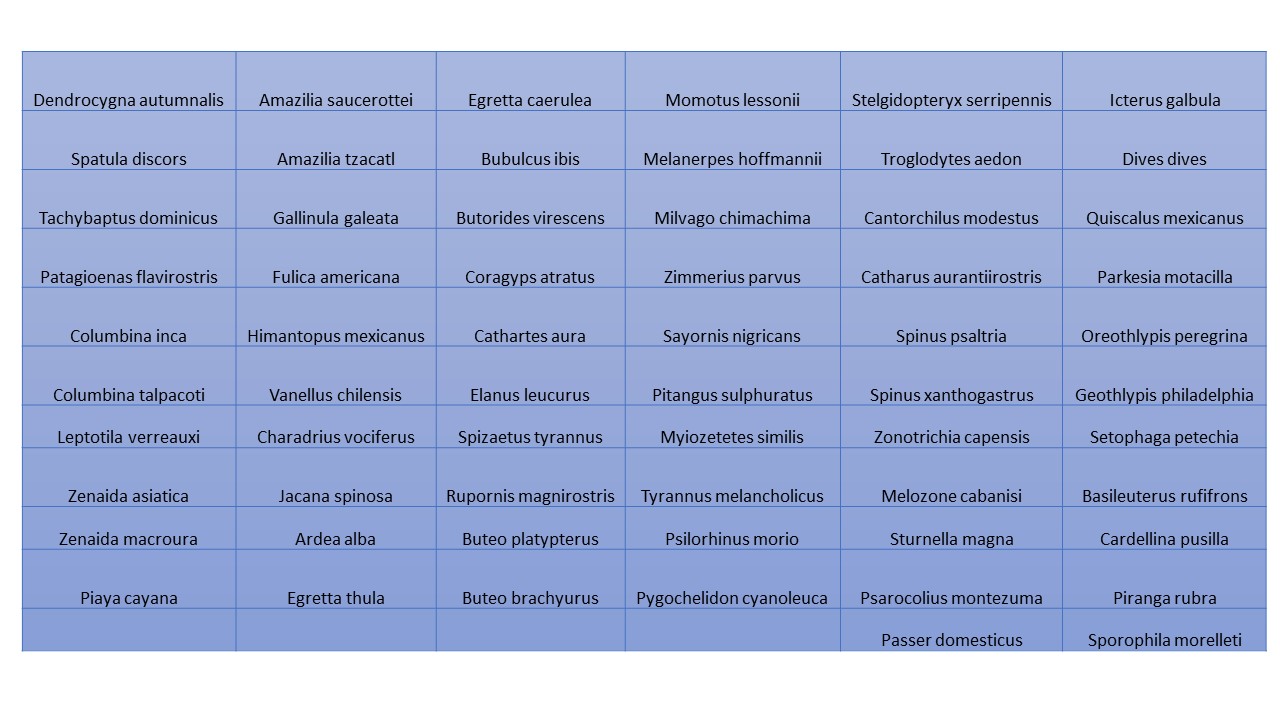 Dendrocygna autumnalis Amazilia saucerottei Egretta caerulea Momotus lessonii Stelgidopteryx serripennis Icterus galbula
Spatula discors Amazilia tzacatl Bubulcus ibis Melanerpes hoffmannii Troglodytes aedon Dives dives
Tachybaptus dominicus Gallinula galeata Butorides virescens Milvago chimachima Cantorchilus modestus Quiscalus mexicanus
Patagioenas flavirostris Fulica americana Coragyps atratus Zimmerius parvus Catharus aurantiirostris Parkesia motacilla
Columbina inca Himantopus mexicanus Cathartes aura Sayornis nigricans Spinus psaltria Oreothlypis peregrina
Columbina talpacoti Vanellus chilensis Elanus leucurus Pitangus sulphuratus Spinus xanthogastrus Geothlypis philadelphia
Leptotila verreauxi Charadrius vociferus Spizaetus tyrannus Myiozetetes similis Zonotrichia capensis Setophaga petechia
Zenaida asiatica Jacana spinosa Rupornis magnirostris Tyrannus melancholicus Melozone cabanisi Basileuterus rufifrons
Zenaida macroura Ardea alba Buteo platypterus Psilorhinus morio Sturnella magna Cardellina pusilla
Piaya cayana Egretta thula Buteo brachyurus Pygochelidon cyanoleuca Psarocolius montezuma Piranga rubra
Passer domesticus Sporophila morelleti